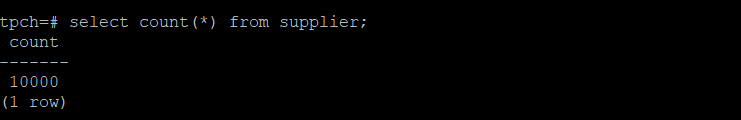 tpch=# select count(*) from supplier;
count
-------
10000
(1 row)